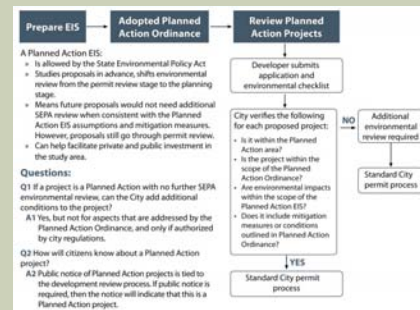 Prepare EIS
Adopted Planned
Action Ordinance
Review Planned
Action Projects
A Planned Action EIS:
» Is allowed by the State Environmental Policy Act
» Studies proposals in advance, shifts environmental
review from the permit review stage to the planning
stage.
» Means future proposals would not need additional
SEPA review when consistent with the Planned
Action EIS assumptions and mitigation measures.
However, proposals still go through permit review.
» Can help facilitate private and public investment in
the study area.
Questions:
Q1 If a project is a Planned Action with no further SEPA
environmental review, can the City add additional
conditions to the project?
A1 Yes, but not for aspects that are addressed by the
Planned Action Ordinance, and only if authorized
by city regulations.
Q2 How will citizens know about a Planned Action
project?
A2 Public notice of Planned Action projects is tied to
the development review process. If public notice is
required, then the notice will indicate that this is a
Planned Action project.
Developer submits
application and
environmental checklist
City verifies the following
for each proposed project:
• Is it within the Planned
Action area?
• Is the project within the
scope of the Planned
Action Ordinance?
• Are environmental impacts
within the scope of the
Planned Action EIS?
• Does it include mitigation
measures or conditions
outlined in Planned Action
Ordinance?
NO
Additional
environmental
review required
Standard City
permit process
YES
Standard City permit
process